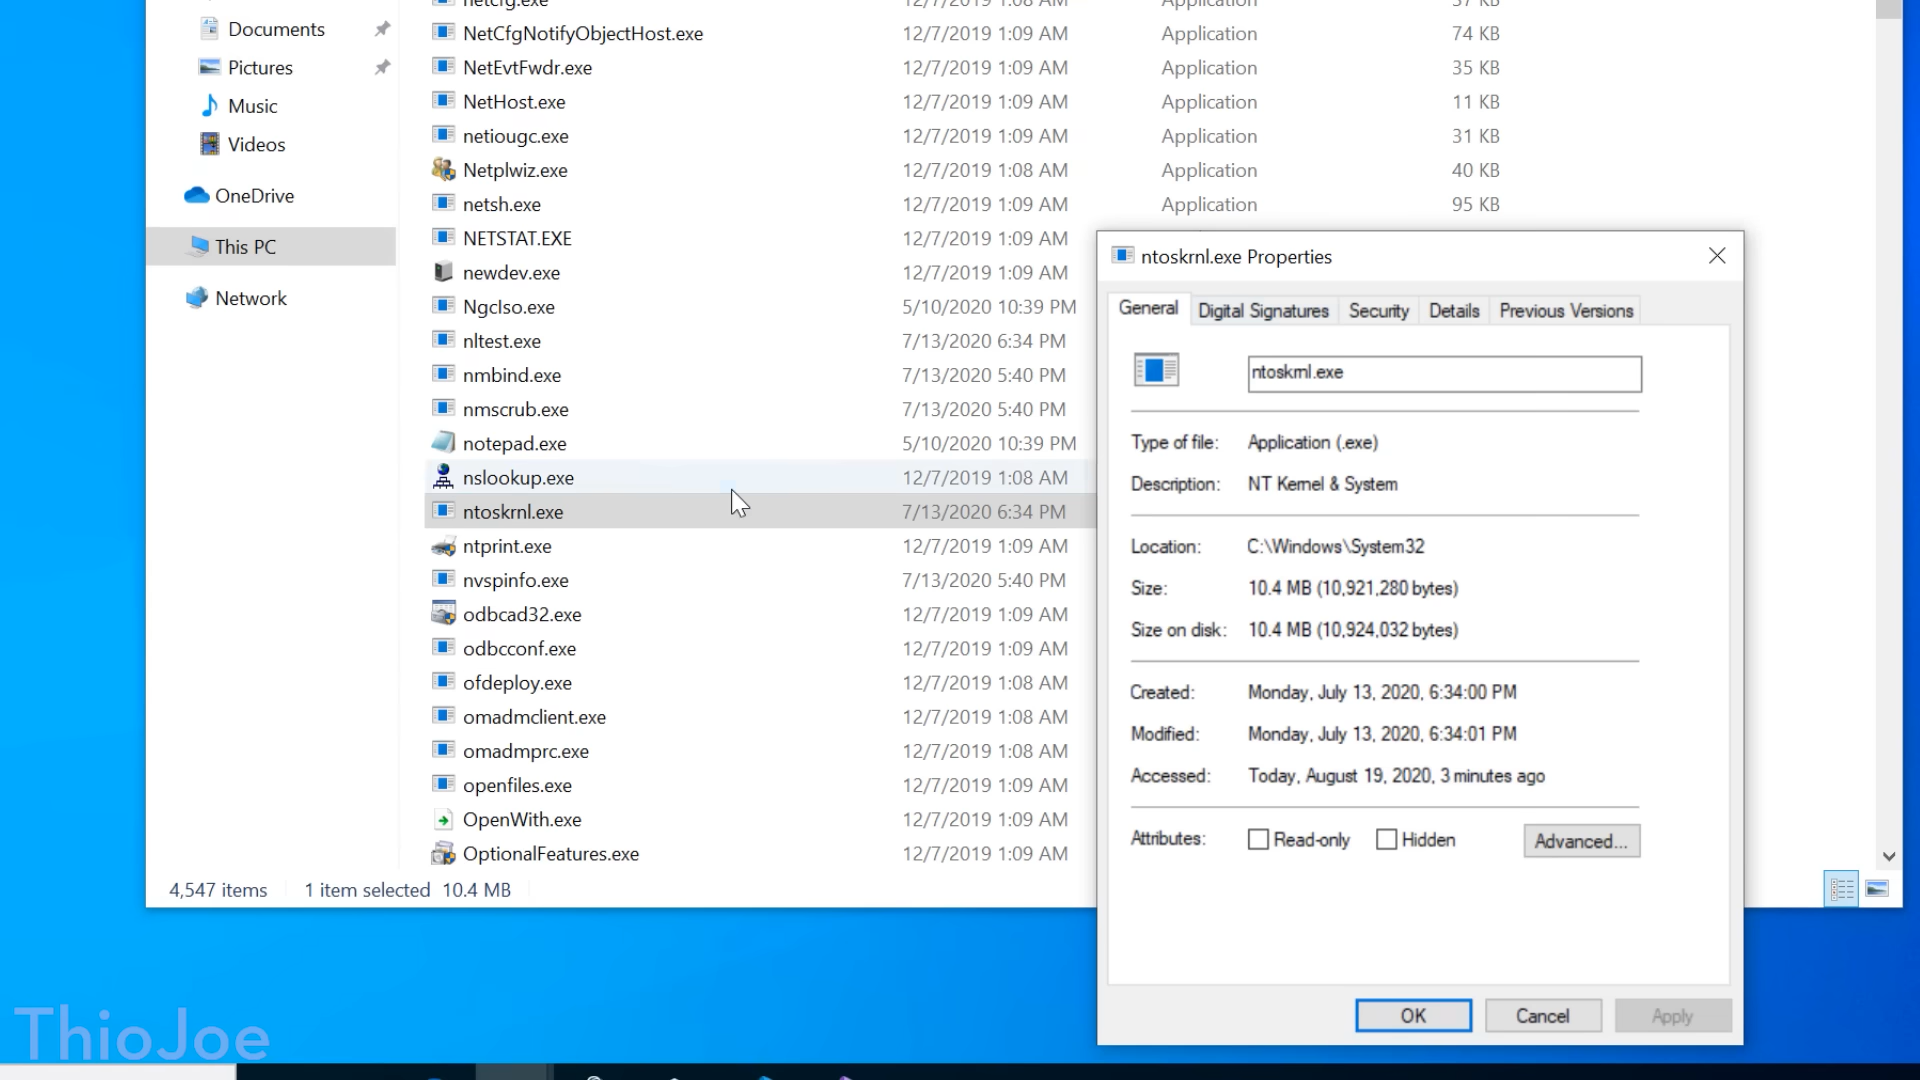 netcfg.exe 12/7/2019 1:08 AM Application 37 KB
Documents
NetCfgNotifyObjectHost.exe 12/7/2019 1:09 AM Application 74 KB
Pictures
NetEvtFwdr.exe 12/7/2019 1:09 AM Application 35 KB
Music
NetHost.exe 12/7/2019 1:09 AM Application 11 KB
Videos
netiougc.exe 12/7/2019 1:09 AM Application 31 KB
Netplwiz.exe 12/7/2019 1:08 AM Application 40 KB
OneDrive
netsh.exe 12/7/2019 1:09 AM Application 95 KB
This PC
NETSTAT.EXE 12/7/2019 1:09 AM
newdev.exe 12/7/2019 1:09 AM
Network
NgcIso.exe 5/10/2020 10:39 PM
nltest.exe 7/13/2020 6:34 PM
nmbind.exe 7/13/2020 5:40 PM
nmscrub.exe 7/13/2020 5:40 PM
notepad.exe 5/10/2020 10:39 PM
nslookup.exe 12/7/2019 1:08 AM
ntoskrnl.exe 7/13/2020 6:34 PM
ntprint.exe 12/7/2019 1:09 AM
nvspinfo.exe 7/13/2020 5:40 PM
odbcad32.exe 12/7/2019 1:09 AM
odbcconf.exe 12/7/2019 1:09 AM
ofdeploy.exe 12/7/2019 1:08 AM
omadmclient.exe 12/7/2019 1:08 AM
omadmprc.exe 12/7/2019 1:08 AM
openfiles.exe 12/7/2019 1:09 AM
OpenWith.exe 12/7/2019 1:09 AM
OptionalFeatures.exe 12/7/2019 1:09 AM
4,547 items 1 item selected 10.4 MB
ntoskrnl.exe Properties
General Digital Signatures Security Details Previous Versions
ntoskrnl.exe
Type of file: Application (.exe)
Description: NT Kernel & System
Location: C:\Windows\System32
Size: 10.4 MB (10,921,280 bytes)
Size on disk: 10.4 MB (10,924,032 bytes)
Created: Monday, July 13, 2020, 6:34:00 PM
Modified: Monday, July 13, 2020, 6:34:01 PM
Accessed: Today, August 19, 2020, 3 minutes ago
Attributes: Read-only Hidden Advanced...
OK Cancel Apply
ThioJoe